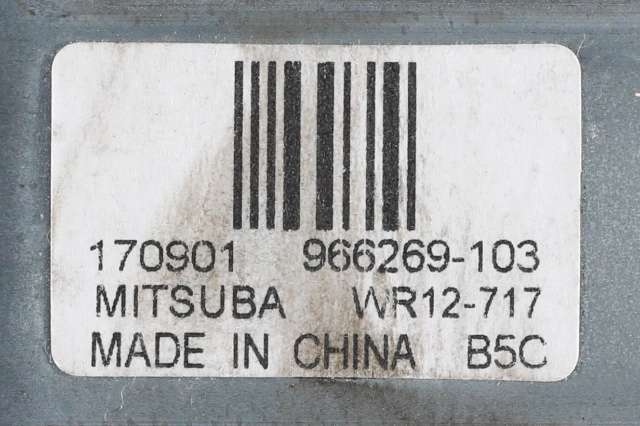 170901 966269-103
MITSUBA WR12-717
MADE IN CHINA B5C